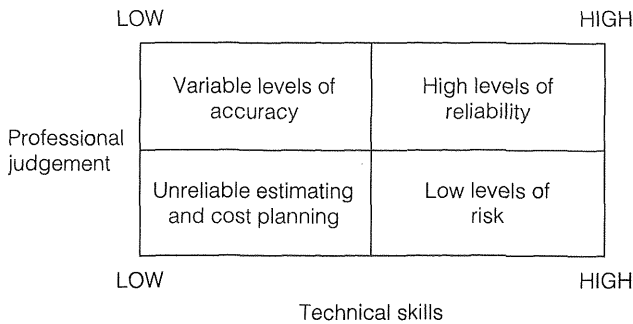 LOW HIGH
Variable levels of
accuracy
High levels of
reliability
Professional
judgement
Unreliable estimating
and cost planning
Low levels of
risk
LOW HIGH
Technical skills